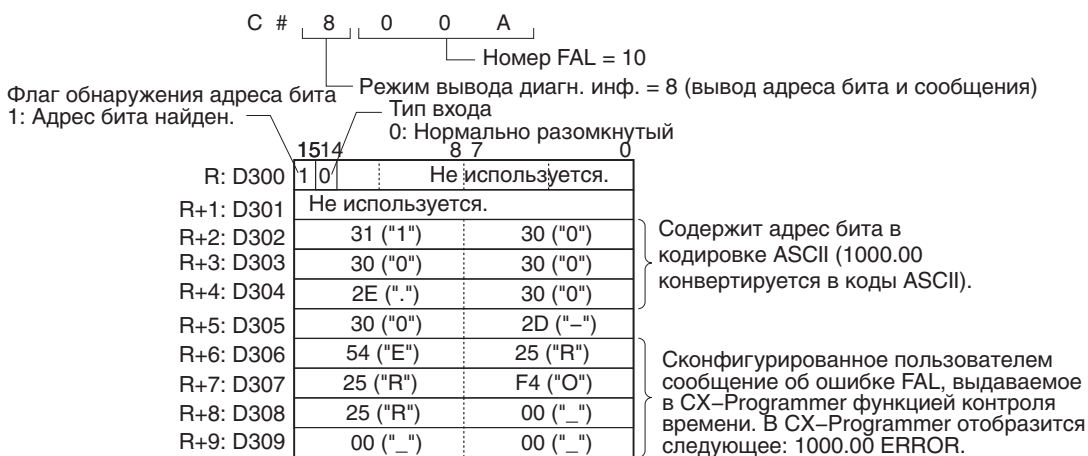 C # 8 0 0 A
Номер FAL = 10
Режим вывода диагн. инф. = 8 (вывод адреса бита и сообщения)
Флаг обнаружения адреса бита
1: Адрес бита найден.
Тип входа
0: Нормально разомкнутый
15 14 8 7 0
R: D300 1 0 Не используется.
R+1: D301 Не используется.
R+2: D302 31 ("1") 30 ("0")
R+3: D303 30 ("0") 30 ("0")
R+4: D304 2E (".") 30 ("0")
Содержит адрес бита в
кодировке ASCII (1000.00
конвертируется в коды ASCII).
R+5: D305 30 ("0") 2D ("–")
R+6: D306 54 ("E") 25 ("R")
R+7: D307 25 ("R") F4 ("O")
R+8: D308 25 ("R") 00 ("_")
R+9: D309 00 ("_") 00 ("_")
Сконфигурированное пользователем
сообщение об ошибке FAL, выдаваемое
в CX–Programmer функцией контроля
времени. В CX–Programmer отобразится
следующее: 1000.00 ERROR.